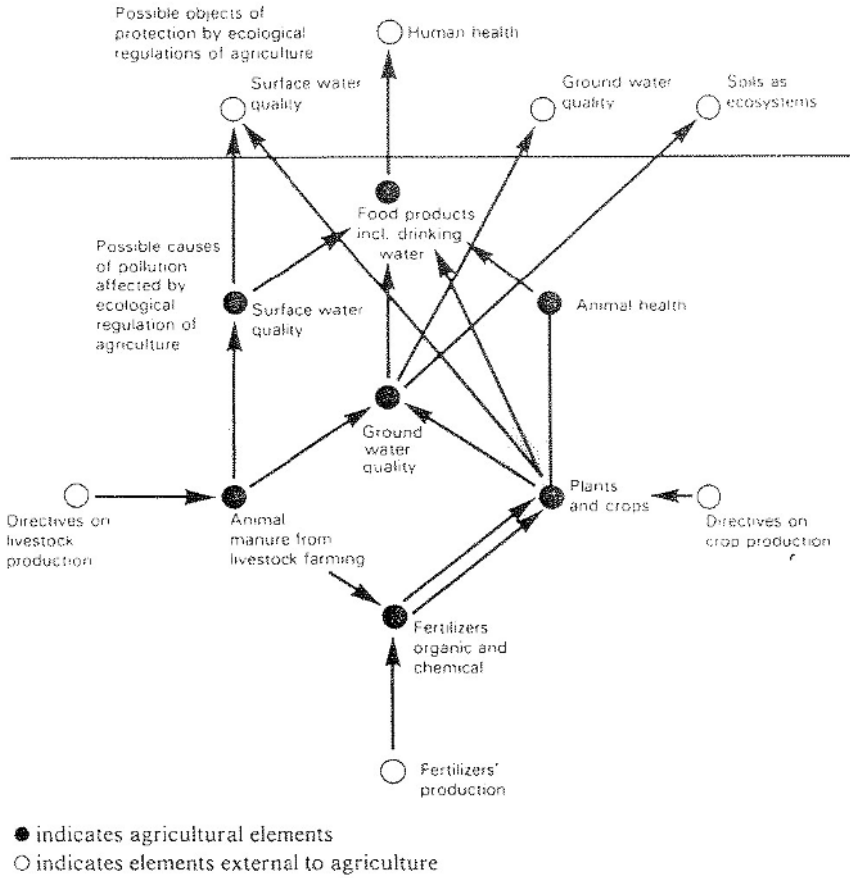 Possible objects of
protection by ecological
regulations of agriculture
Human health
Surface water
quality
Ground water
quality
Soils as
ecosystems
Food products
incl. drinking
water
Possible causes
of pollution
affected by
ecological
regulation of
agriculture
Surface water
quality
Animal health
Ground
water
quality
Directives on
livestock
production
Animal
manure from
livestock farming
Plants
and crops
Directives on
crop production
Fertilizers
organic and
chemical
Fertilizers'
production
● indicates agricultural elements
○ indicates elements external to agriculture